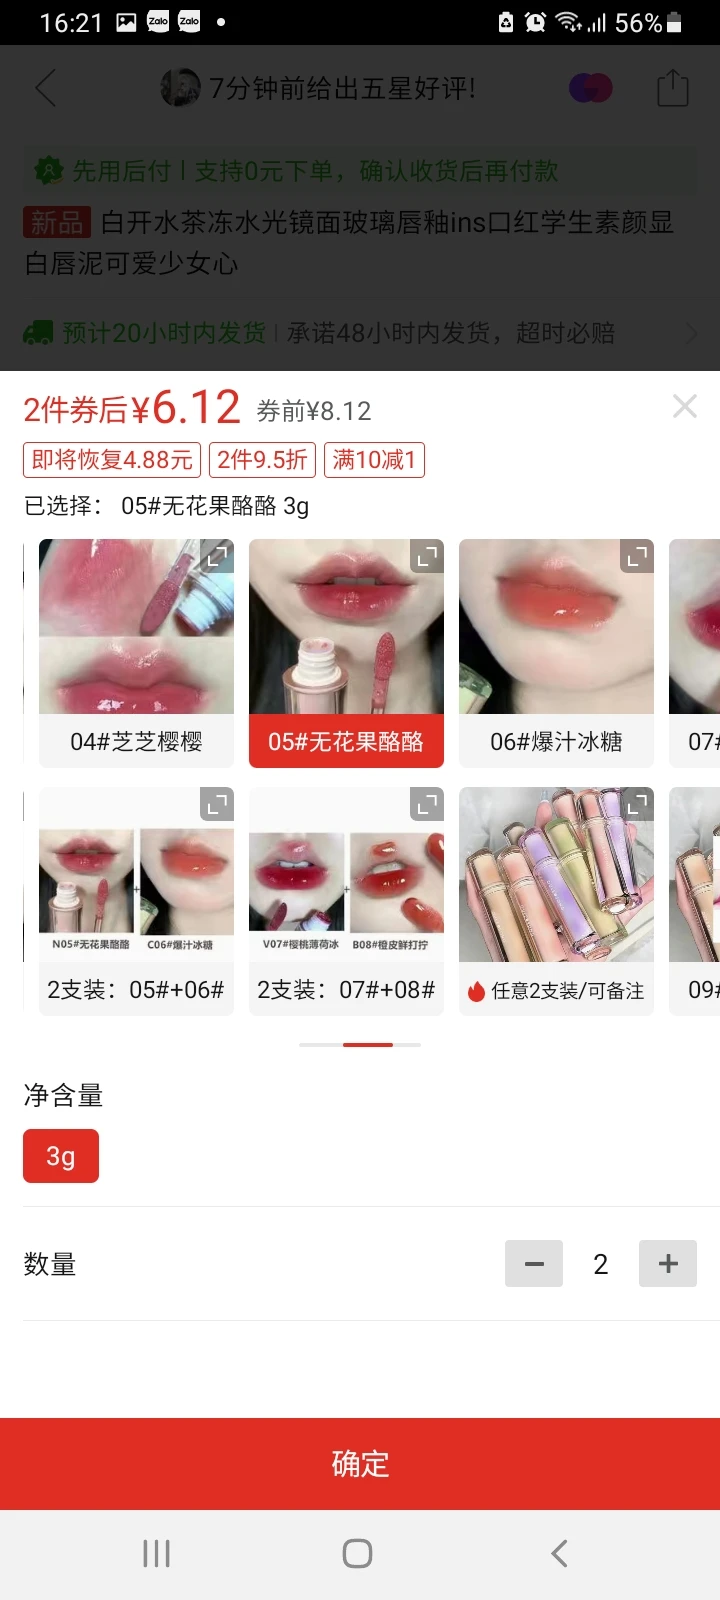 16:21 Zalo Zalo 56%
7分钟前给出五星好评!
先用后付 | 支持0元下单，确认收货后再付款
新品 白开水茶冻水光镜面玻璃唇釉ins口红学生素颜显
白唇泥可爱少女心
预计20小时内发货 | 承诺48小时内发货，超时必赔
2件券后¥6.12 券前¥8.12
即将恢复4.88元 2件9.5折 满10减1
已选择： 05#无花果酪酪 3g
04#芝芝樱樱 05#无花果酪酪 06#爆汁冰糖 07#
N05#无花果酪酪 + C06#爆汁冰糖 V07#樱桃薄荷冰 + B08#橙皮鲜打拧
2支装：05#+06# 2支装：07#+08# 任意2支装/可备注 09#
净含量
3g
数量 2
确定